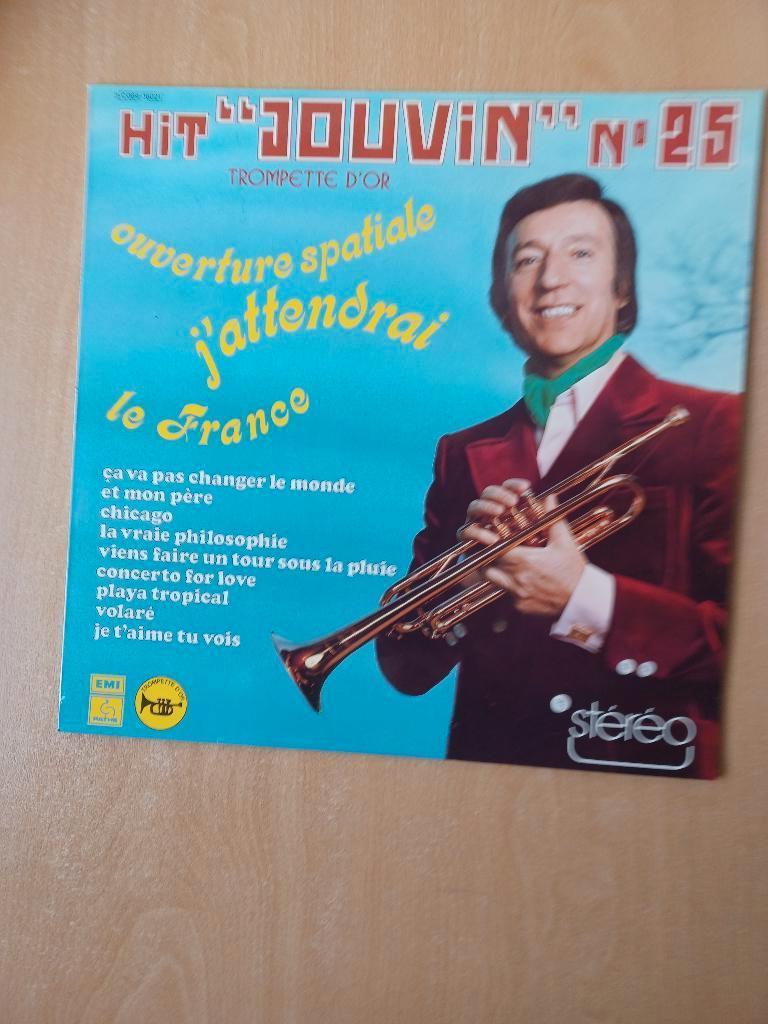 HiT "JOUViN" N° 25
TROMPETTE D'OR
ouverture spatiale
j'attendrai
le France
ça va pas changer le monde
et mon père
chicago
la vraie philosophie
viens faire un tour sous la pluie
concerto for love
playa tropical
volaré
je t'aime tu vois
EMI
PATHE
TROMPETTE D'OR
stéréo